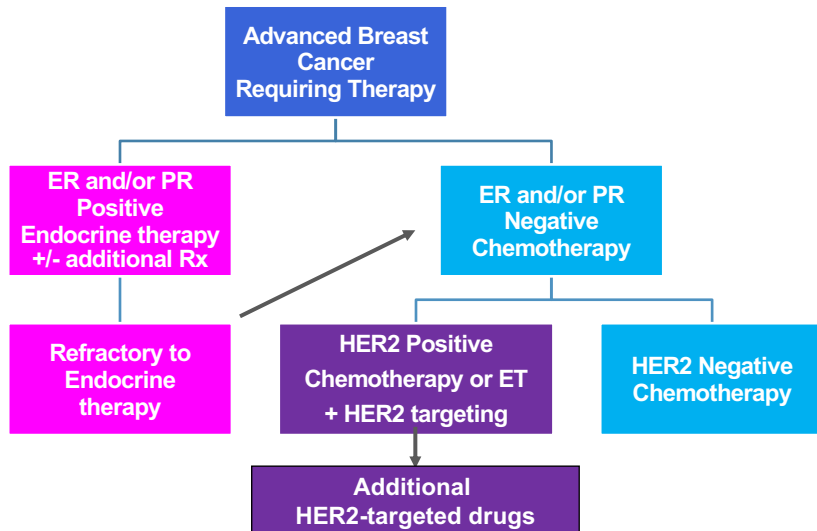 Advanced Breast
Cancer
Requiring Therapy
ER and/or PR
Positive
Endocrine therapy
+/- additional Rx
ER and/or PR
Negative
Chemotherapy
Refractory to
Endocrine
therapy
HER2 Positive
Chemotherapy or ET
+ HER2 targeting
HER2 Negative
Chemotherapy
Additional
HER2-targeted drugs